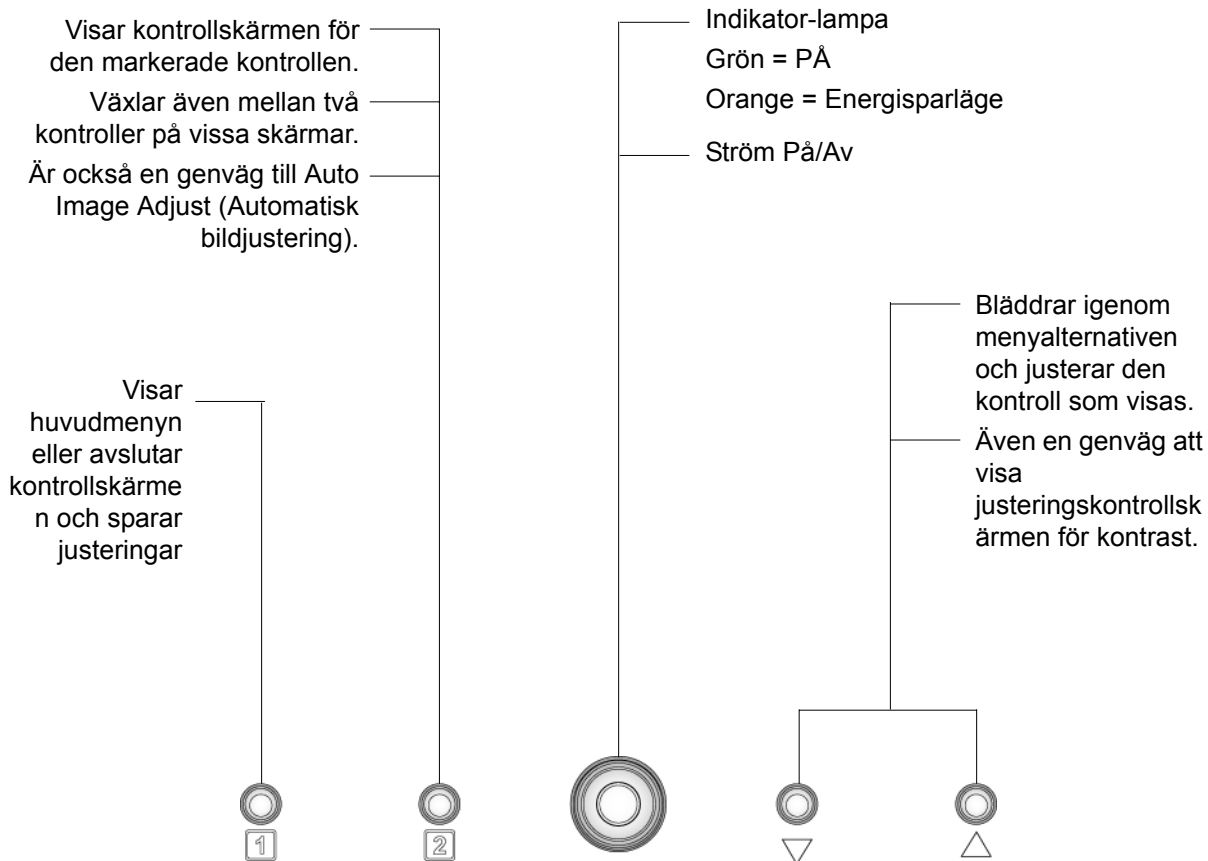 Visar kontrollskärmen för
den markerade kontrollen.
Växlar även mellan två
kontroller på vissa skärmar.
Är också en genväg till Auto
Image Adjust (Automatisk
bildjustering).
Indikator-lampa
Grön = PÅ
Orange = Energisparläge
Ström På/Av
Visar
huvudmenyn
eller avslutar
kontrollskärme
n och sparar
justeringar
Bläddrar igenom
menyalternativen
och justerar den
kontroll som visas.
Även en genväg att
visa
justeringskontrollsk
ärmen för kontrast.
1
2